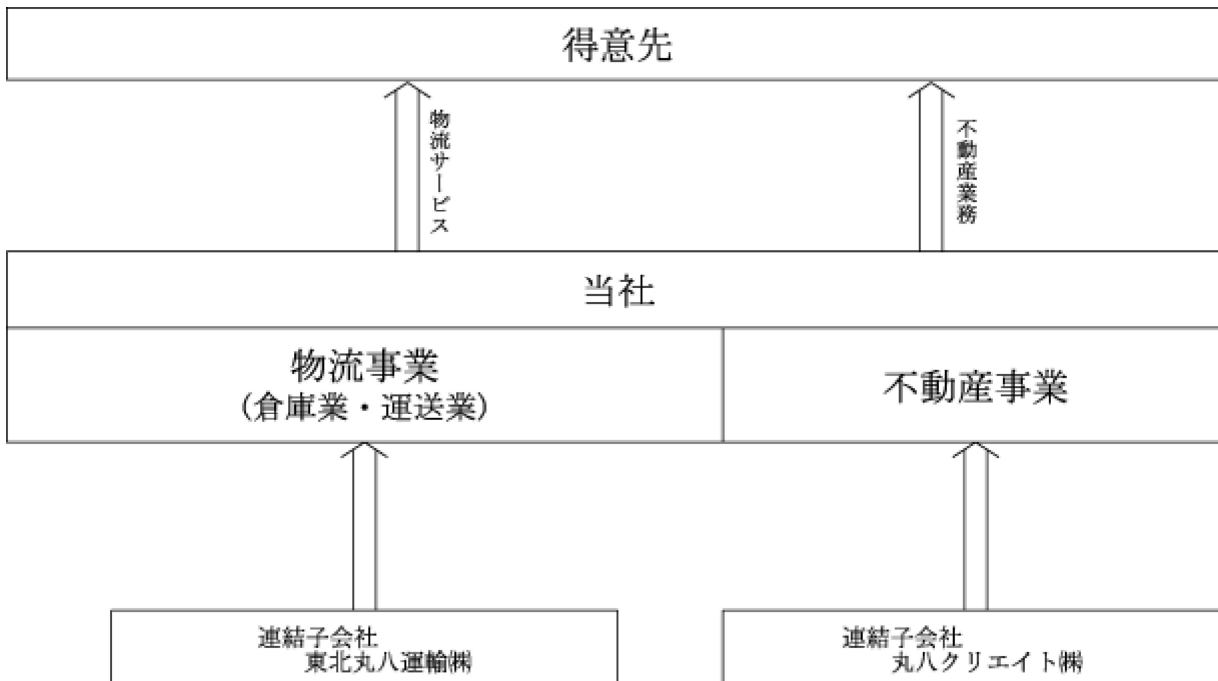 得意先
物流サービス
不動産業務
当社
物流事業
(倉庫業・運送業)
不動産事業
連結子会社
東北丸八運輸㈱
連結子会社
丸八クリエイト㈱